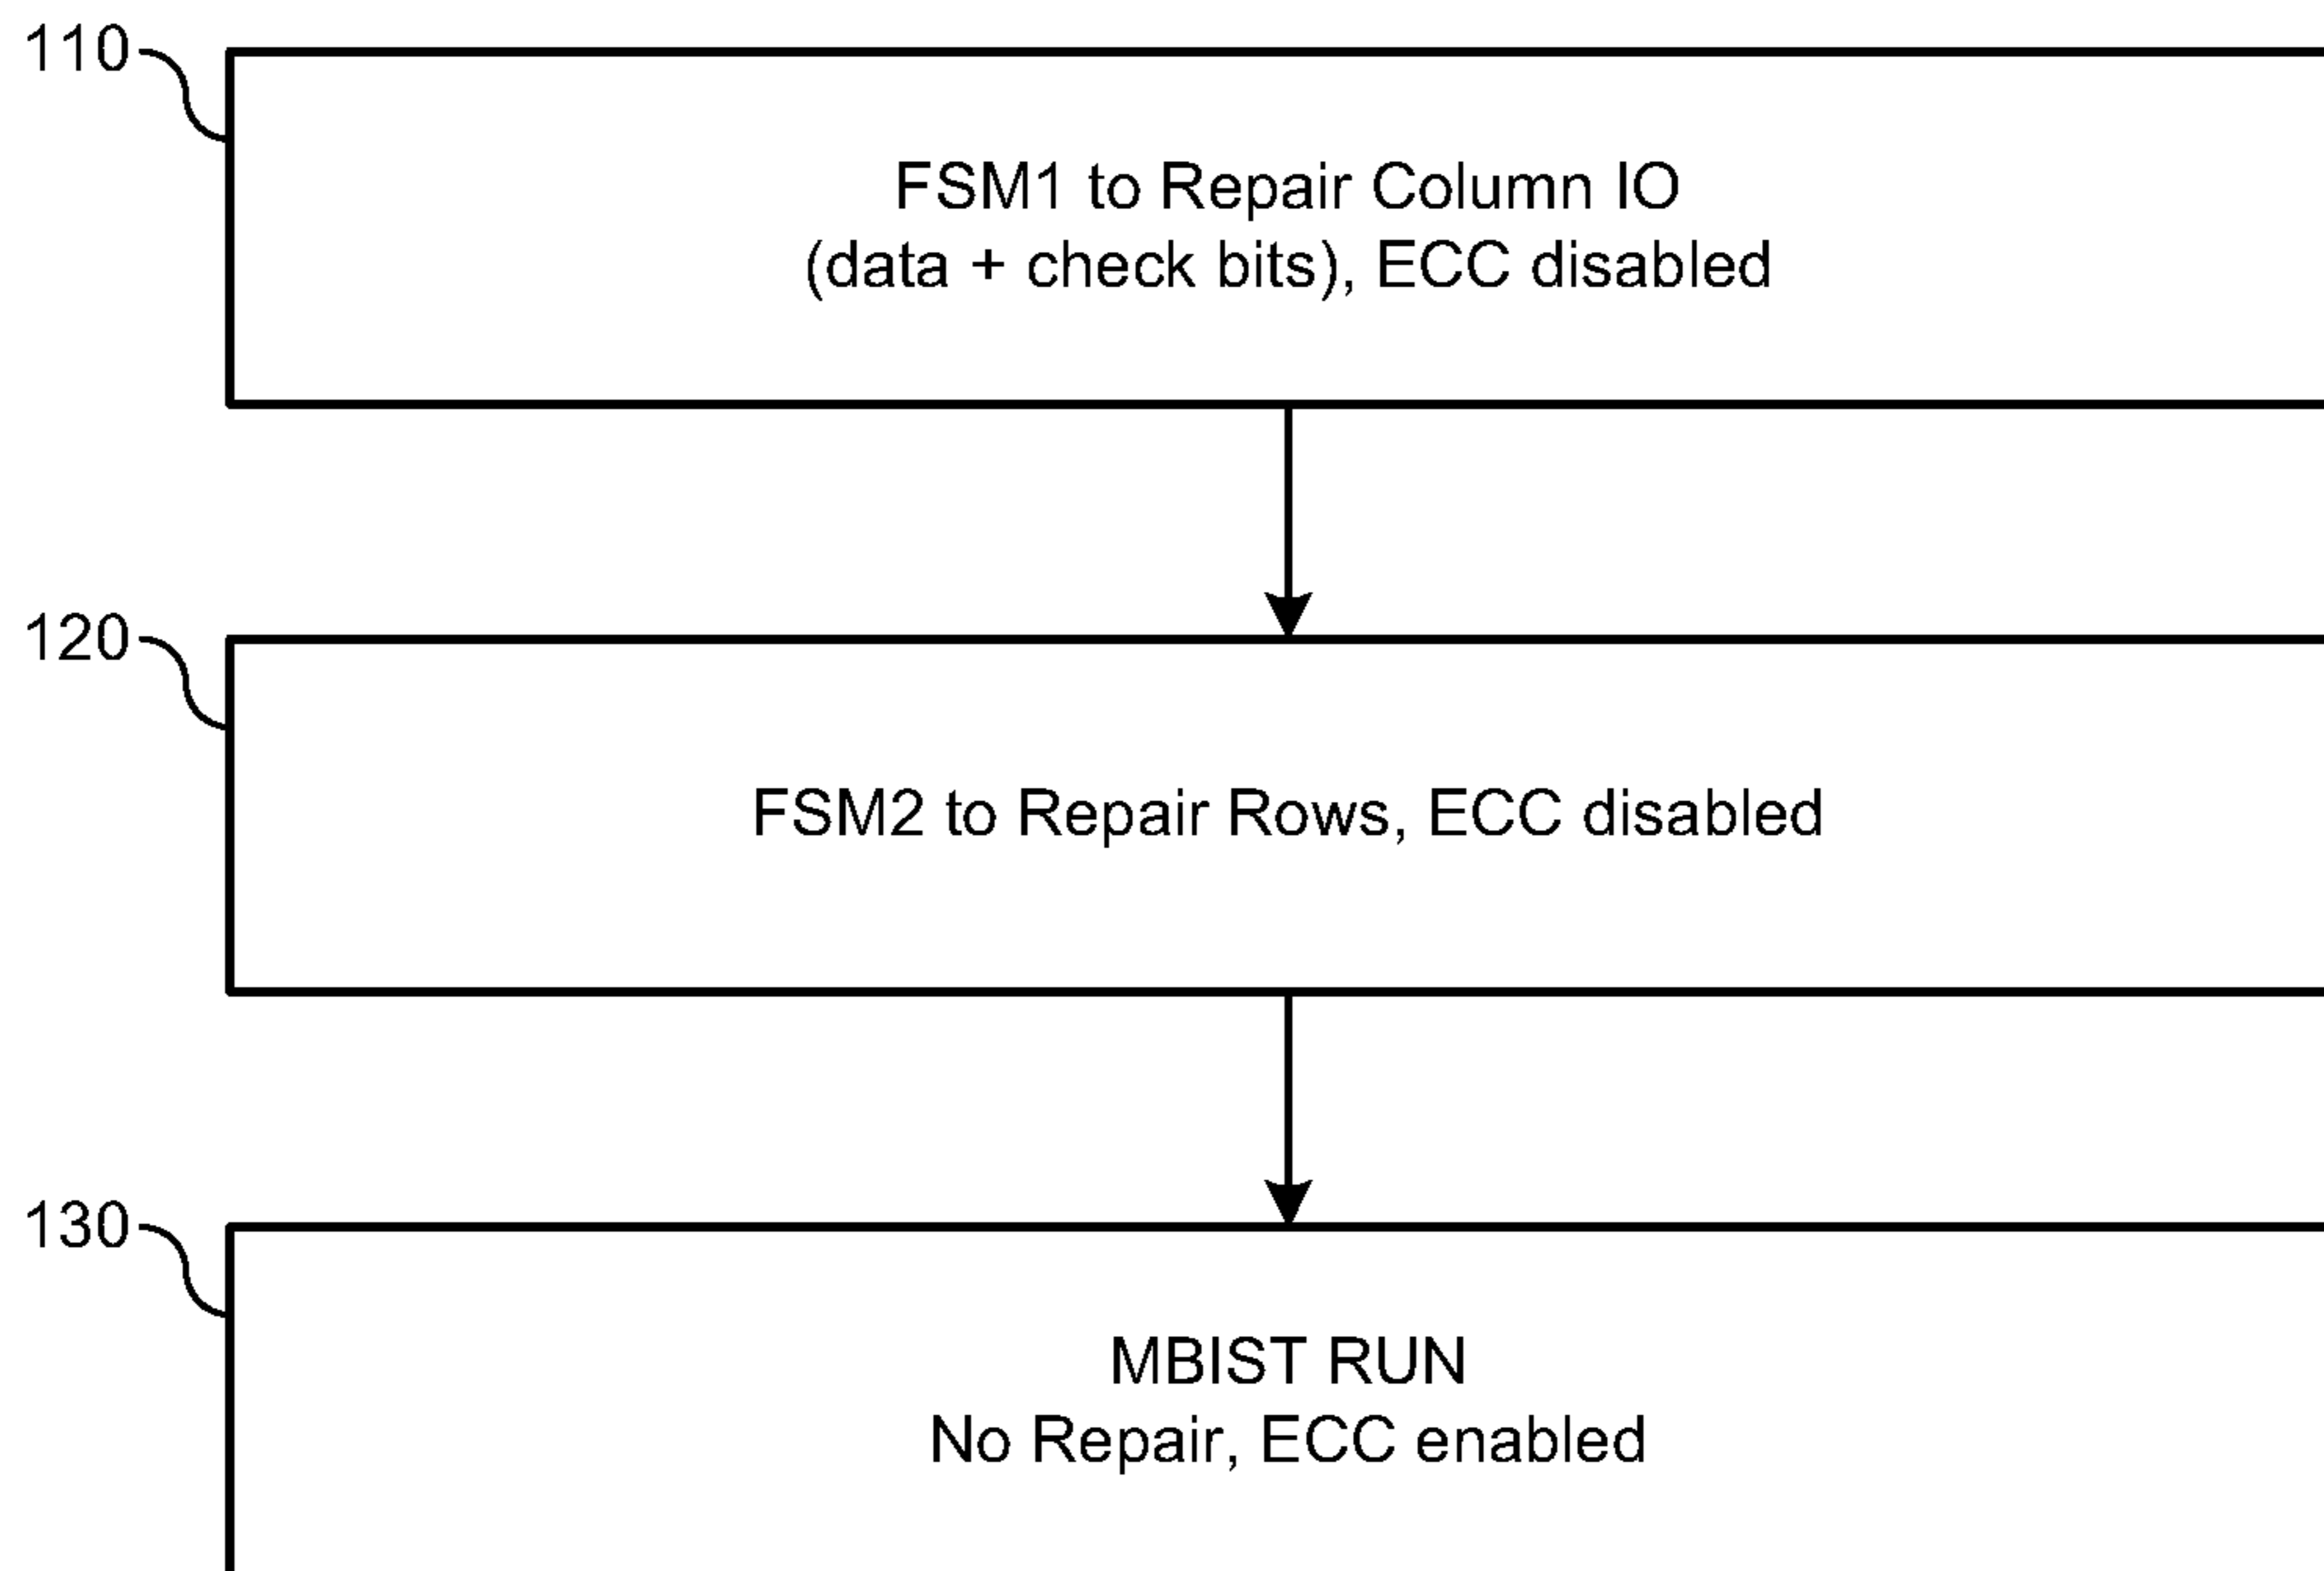 110
FSM1 to Repair Column IO
(data + check bits), ECC disabled
120
FSM2 to Repair Rows, ECC disabled
130
MBIST RUN
No Repair, ECC enabled